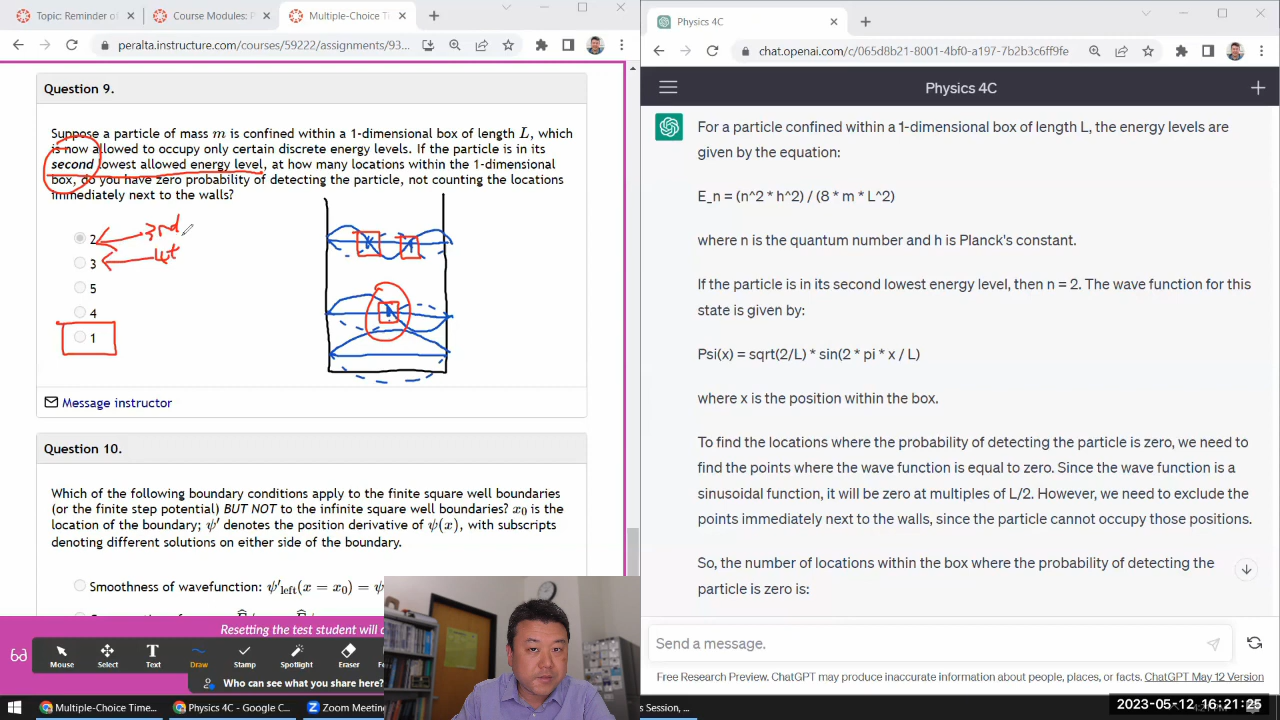 Topic: Reminder of
Course Modules: P
Multiple-Choice Ti
peralta.instructure.com/courses/59222/assignments/93...
Question 9.
Suppose a particle of mass m is confined within a 1-dimensional box of length L, which
is now allowed to occupy only certain discrete energy levels. If the particle is in its
second lowest allowed energy level, at how many locations within the 1-dimensional
box, do you have zero probability of detecting the particle, not counting the locations
immediately next to the walls?
2
3rd
3
4t
5
4
1
Message instructor
Question 10.
Which of the following boundary conditions apply to the finite square well boundaries
(or the finite step potential) BUT NOT to the infinite square well boundaries? x₀ is the
location of the boundary; ψ′ denotes the position derivative of ψ(x), with subscripts
denoting different solutions on either side of the boundary.
Smoothness of wavefunction: ψ′left(x = x₀) = ψ
Resetting the test student will
Mouse
Select
Text
Draw
Stamp
Spotlight
Eraser
Fo
Who can see what you share here?
Multiple-Choice Time...
Physics 4C - Google C...
Zoom Meeting
Physics 4C
chat.openai.com/c/065d8b21-8001-4bf0-a197-7b2b3c6ff9fe
Physics 4C
For a particle confined within a 1-dimensional box of length L, the energy levels are
given by the equation:
E_n = (n^2 * h^2) / (8 * m * L^2)
where n is the quantum number and h is Planck's constant.
If the particle is in its second lowest energy level, then n = 2. The wave function for this
state is given by:
Psi(x) = sqrt(2/L) * sin(2 * pi * x / L)
where x is the position within the box.
To find the locations where the probability of detecting the particle is zero, we need to
find the points where the wave function is equal to zero. Since the wave function is a
sinusoidal function, it will be zero at multiples of L/2. However, we need to exclude the
points immediately next to the walls, since the particle cannot occupy those positions.
So, the number of locations within the box where the probability of detecting the
particle is zero is:
Send a message.
Free Research Preview. ChatGPT may produce inaccurate information about people, places, or facts. ChatGPT May 12 Version
s Session, ...
2023-05-12 16:21:25